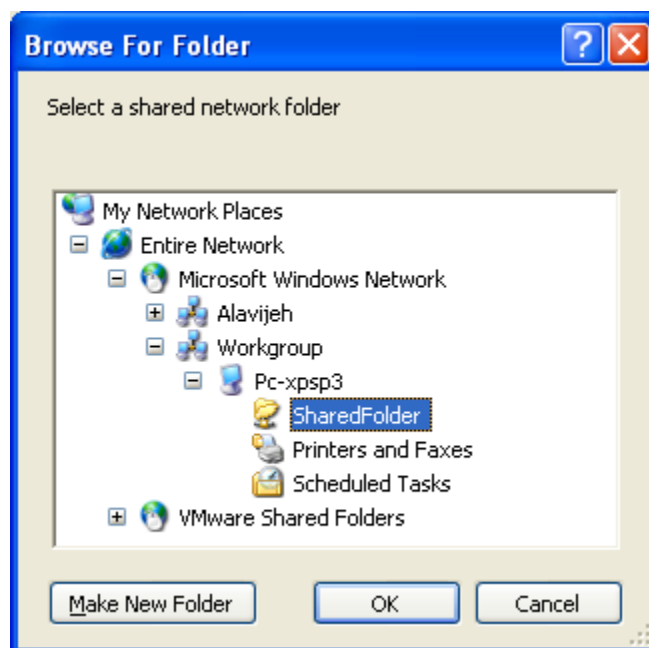 Browse For Folder
Select a shared network folder
My Network Places
Entire Network
Microsoft Windows Network
Alavijeh
Workgroup
Pc-xpsp3
SharedFolder
Printers and Faxes
Scheduled Tasks
VMware Shared Folders
Make New Folder OK Cancel